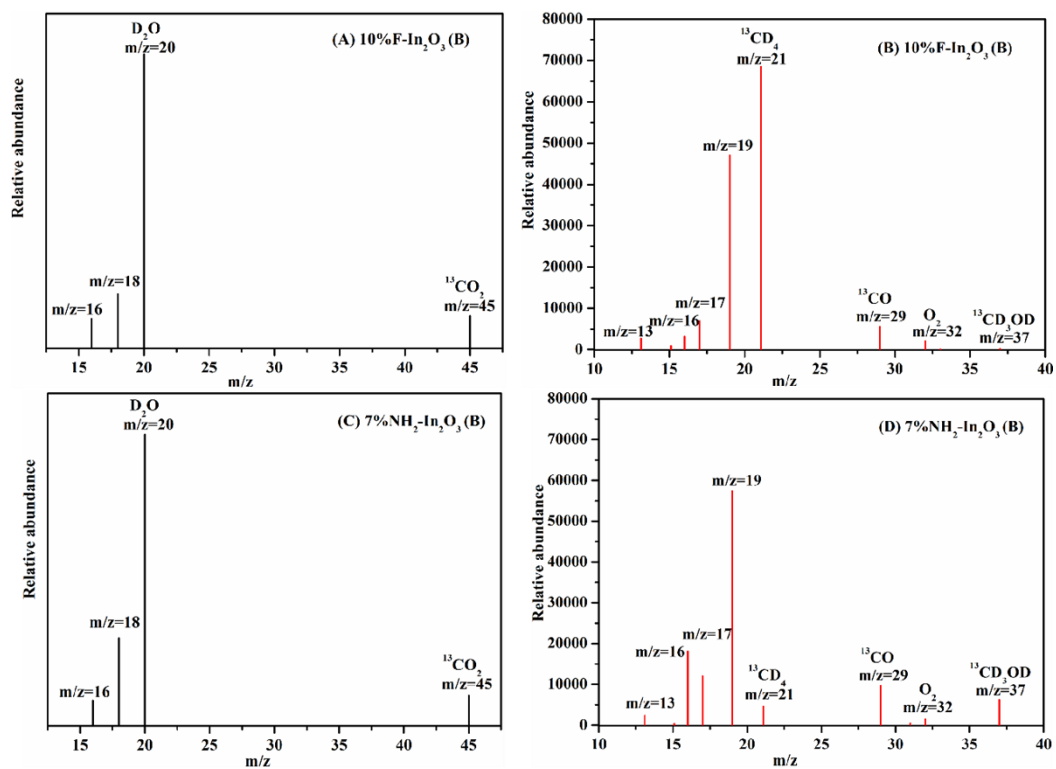 D₂O
m/z=20
(A) 10%F-In₂O₃ (B)
m/z=18
m/z=16
¹³CO₂
m/z=45
Relative abundance
15 20 25 30 35 40 45
m/z
¹³CD₄
m/z=21
(B) 10%F-In₂O₃ (B)
m/z=19
m/z=17
m/z=16
m/z=13
¹³CO
m/z=29
O₂
m/z=32
¹³CD₃OD
m/z=37
Relative abundance
80000
70000
60000
50000
40000
30000
20000
10000
0
10 15 20 25 30 35 40
m/z
D₂O
m/z=20
(C) 7%NH₂-In₂O₃ (B)
m/z=18
m/z=16
¹³CO₂
m/z=45
Relative abundance
15 20 25 30 35 40 45
m/z
(D) 7%NH₂-In₂O₃ (B)
m/z=19
m/z=17
m/z=16
m/z=13
¹³CD₄
m/z=21
¹³CO
m/z=29
O₂
m/z=32
¹³CD₃OD
m/z=37
Relative abundance
80000
70000
60000
50000
40000
30000
20000
10000
0
10 15 20 25 30 35 40
m/z